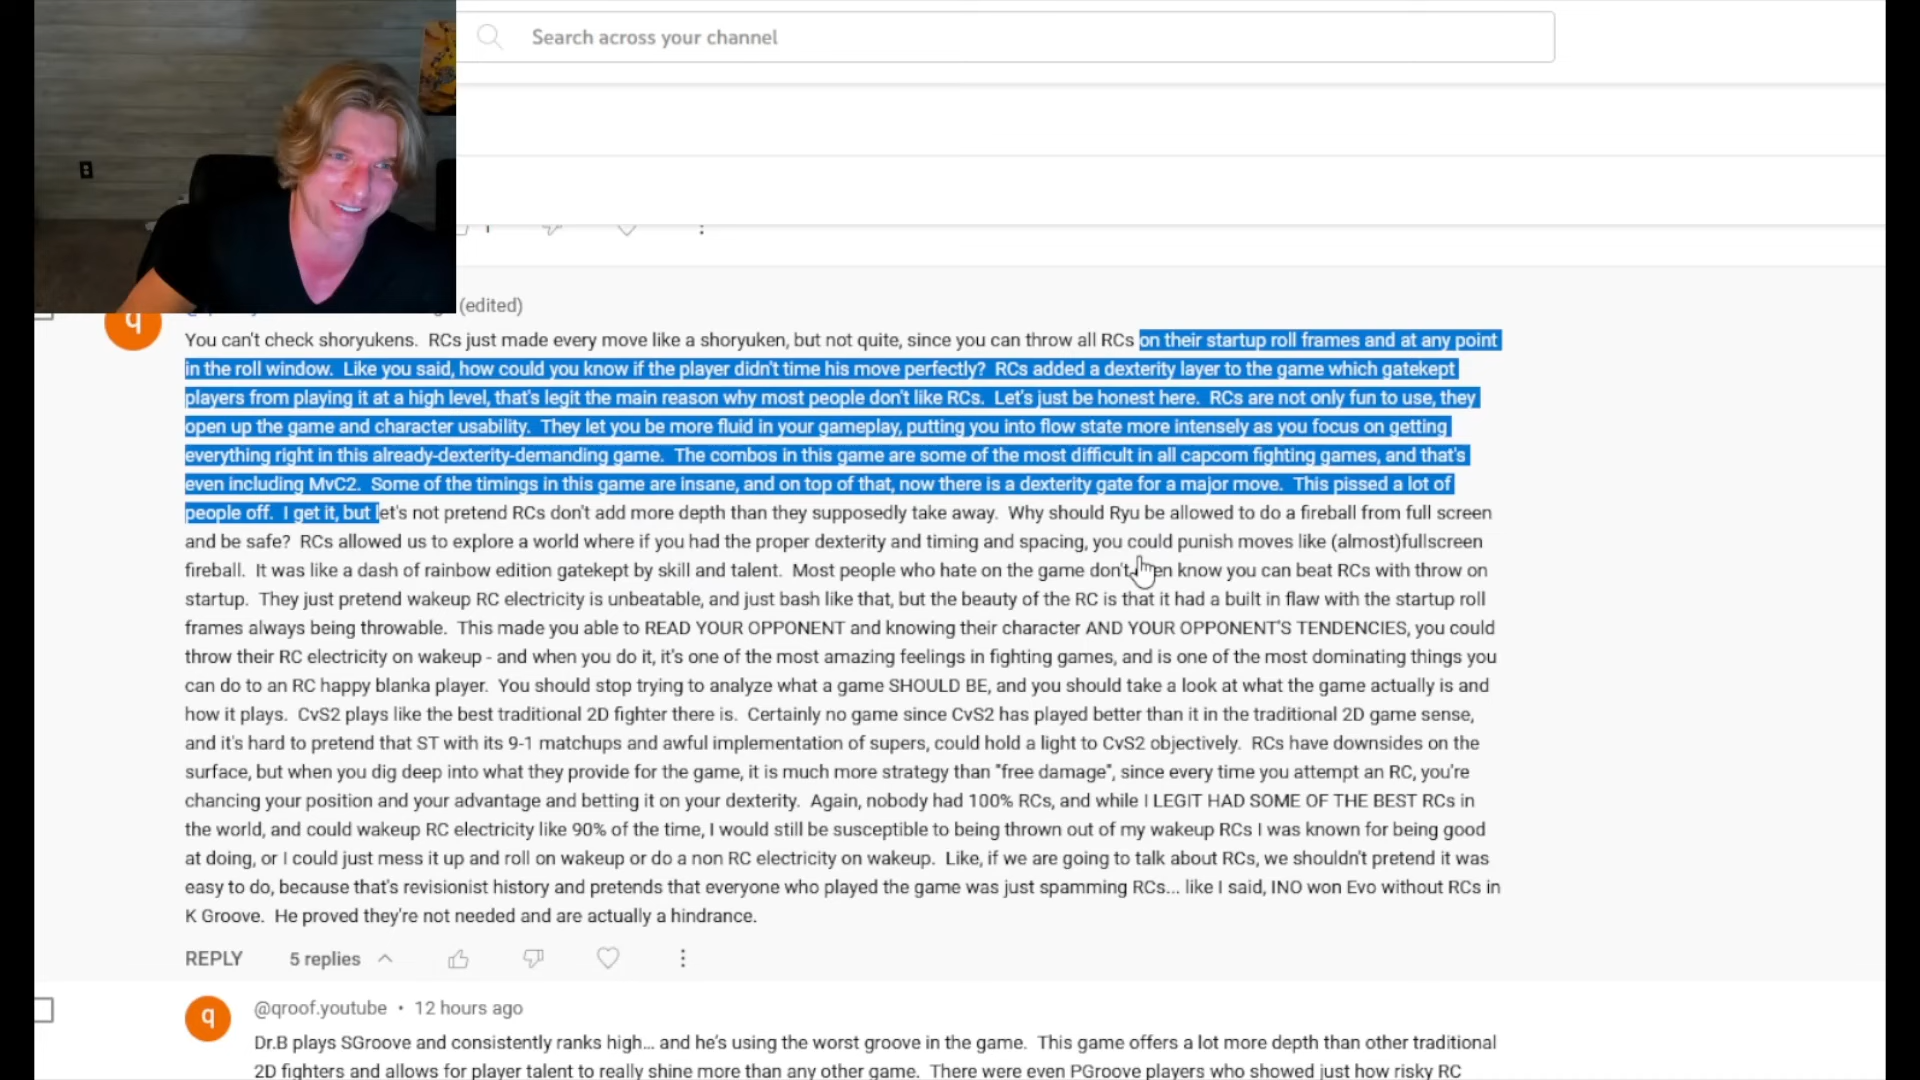 Search across your channel
(edited)
q
You can't check shoryukens. RCs just made every move like a shoryuken, but not quite, since you can throw all RCs on their startup roll frames and at any point
in the roll window. Like you said, how could you know if the player didn't time his move perfectly? RCs added a dexterity layer to the game which gatekept
players from playing it at a high level, that's legit the main reason why most people don't like RCs. Let's just be honest here. RCs are not only fun to use, they
open up the game and character usability. They let you be more fluid in your gameplay, putting you into flow state more intensely as you focus on getting
everything right in this already-dexterity-demanding game. The combos in this game are some of the most difficult in all capcom fighting games, and that's
even including MvC2. Some of the timings in this game are insane, and on top of that, now there is a dexterity gate for a major move. This pissed a lot of
people off. I get it, but let's not pretend RCs don't add more depth than they supposedly take away. Why should Ryu be allowed to do a fireball from full screen
and be safe? RCs allowed us to explore a world where if you had the proper dexterity and timing and spacing, you could punish moves like (almost)fullscreen
fireball. It was like a dash of rainbow edition gatekept by skill and talent. Most people who hate on the game don't know you can beat RCs with throw on
startup. They just pretend wakeup RC electricity is unbeatable, and just bash like that, but the beauty of the RC is that it had a built in flaw with the startup roll
frames always being throwable. This made you able to READ YOUR OPPONENT and knowing their character AND YOUR OPPONENT'S TENDENCIES, you could
throw their RC electricity on wakeup - and when you do it, it's one of the most amazing feelings in fighting games, and is one of the most dominating things you
can do to an RC happy blanka player. You should stop trying to analyze what a game SHOULD BE, and you should take a look at what the game actually is and
how it plays. CvS2 plays like the best traditional 2D fighter there is. Certainly no game since CvS2 has played better than it in the traditional 2D game sense,
and it's hard to pretend that ST with its 9-1 matchups and awful implementation of supers, could hold a light to CvS2 objectively. RCs have downsides on the
surface, but when you dig deep into what they provide for the game, it is much more strategy than "free damage", since every time you attempt an RC, you're
chancing your position and your advantage and betting it on your dexterity. Again, nobody had 100% RCs, and while I LEGIT HAD SOME OF THE BEST RCs in
the world, and could wakeup RC electricity like 90% of the time, I would still be susceptible to being thrown out of my wakeup RCs I was known for being good
at doing, or I could just mess it up and roll on wakeup or do a non RC electricity on wakeup. Like, if we are going to talk about RCs, we shouldn't pretend it was
easy to do, because that's revisionist history and pretends that everyone who played the game was just spamming RCs... like I said, INO won Evo without RCs in
K Groove. He proved they're not needed and are actually a hindrance.
REPLY 5 replies
q
@qroof.youtube • 12 hours ago
Dr.B plays SGroove and consistently ranks high... and he's using the worst groove in the game. This game offers a lot more depth than other traditional
2D fighters and allows for player talent to really shine more than any other game. There were even PGroove players who showed just how risky RC